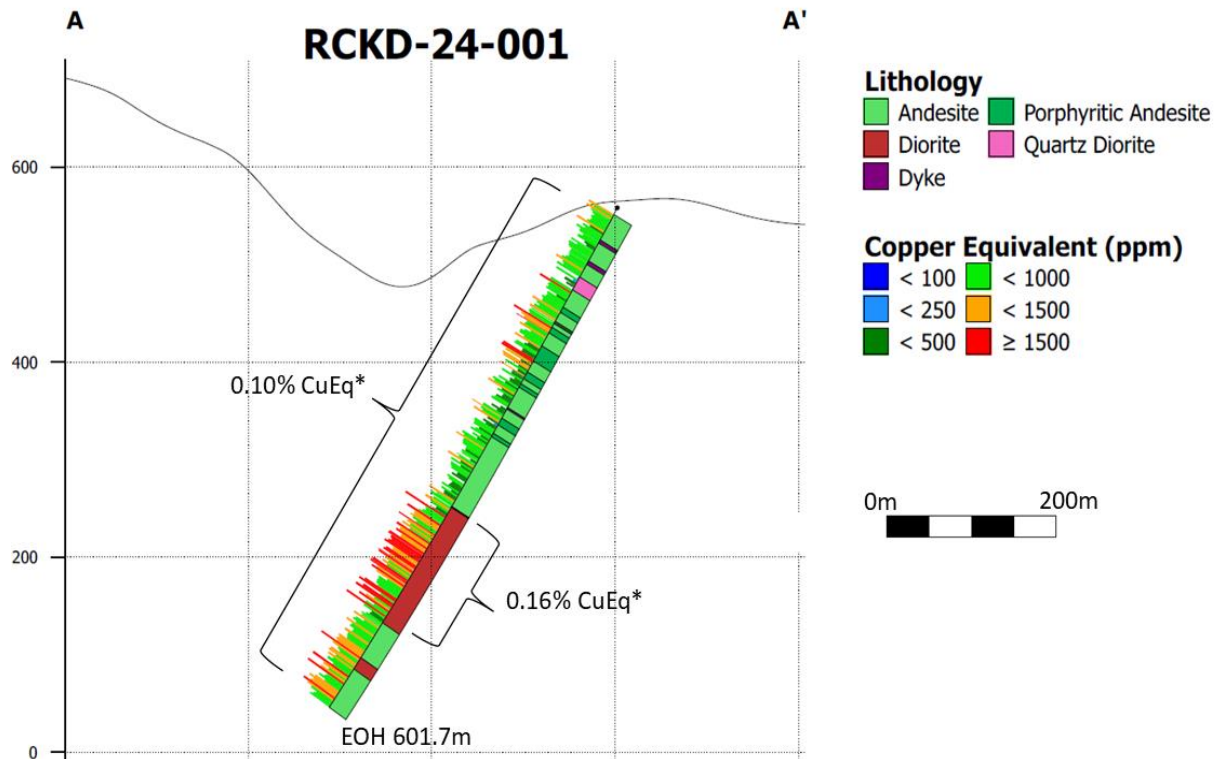 A
A'
RCKD-24-001
Lithology
Andesite
Porphyritic Andesite
Diorite
Quartz Diorite
Dyke
Copper Equivalent (ppm)
< 100
< 1000
< 250
< 1500
< 500
≥ 1500
600
400
200
0
0.10% CuEq*
0.16% CuEq*
EOH 601.7m
0m
200m